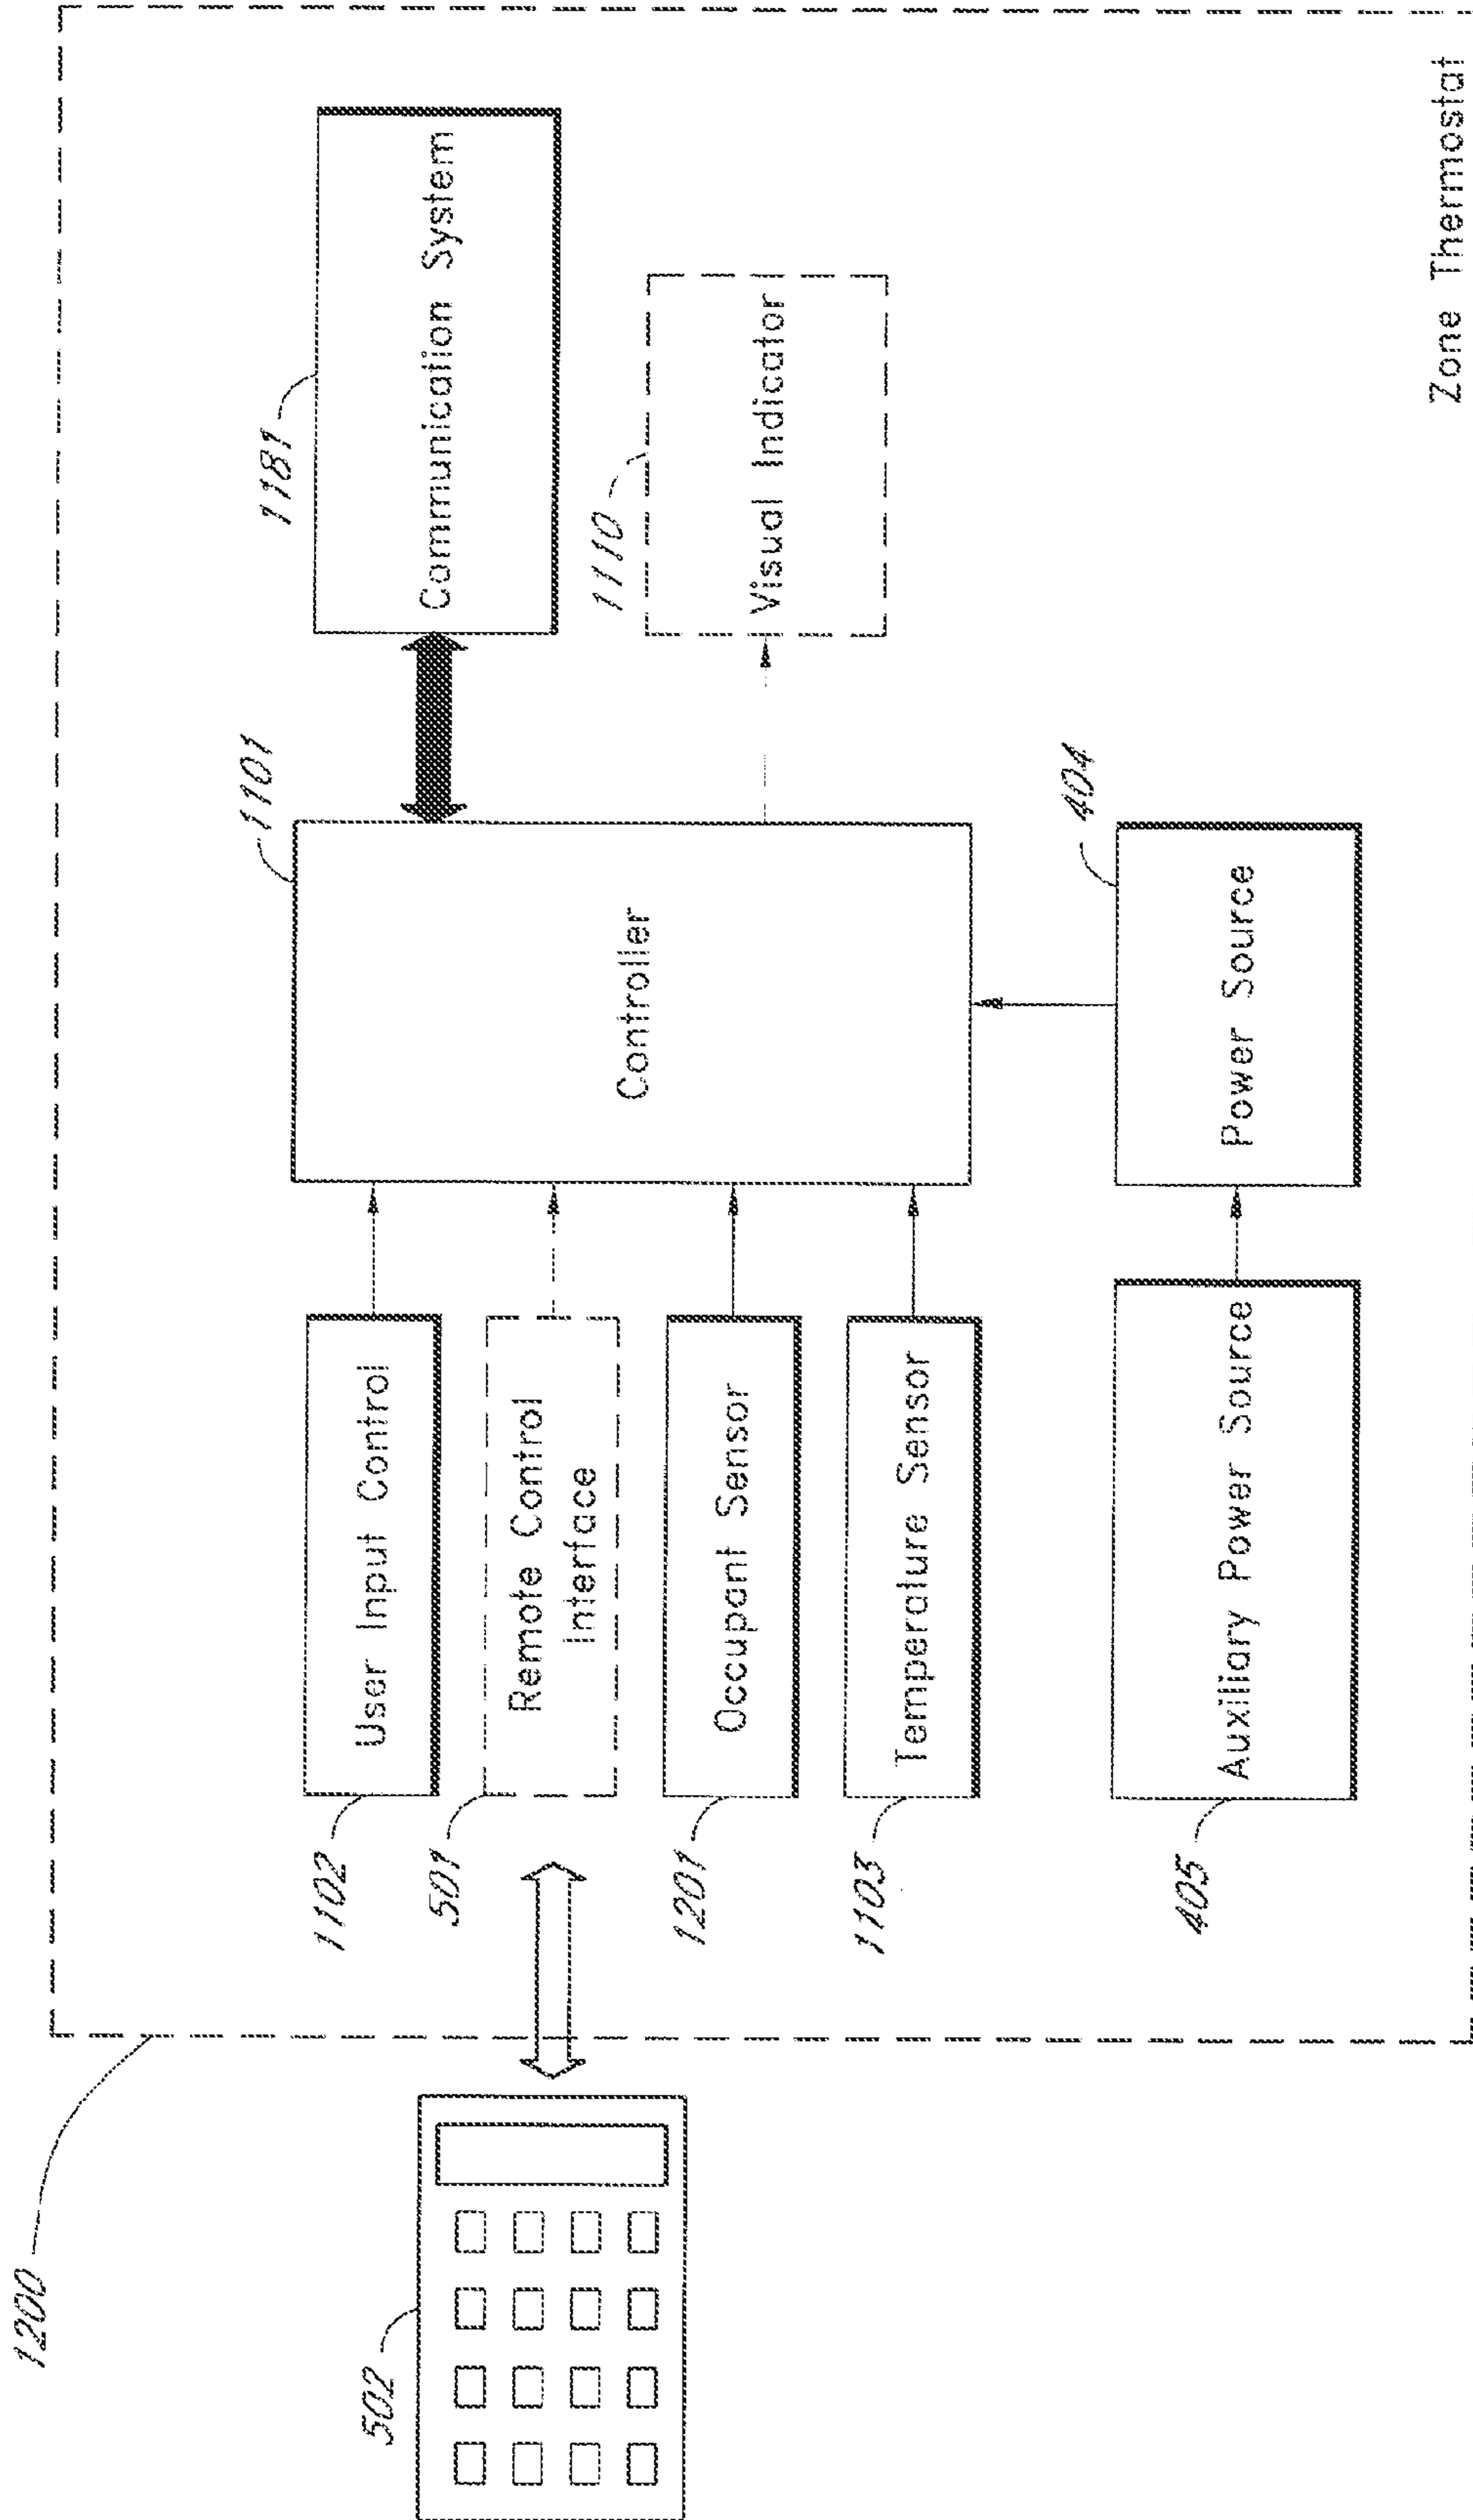 1200
502
1102
User Input Control
501
Remote Control
Interface
1201
Occupant Sensor
1103
Temperature Sensor
405
Auxiliary Power Source
1101
Controller
404
Power Source
1181
Communication System
1110
Visual Indicator
Zone Thermostat